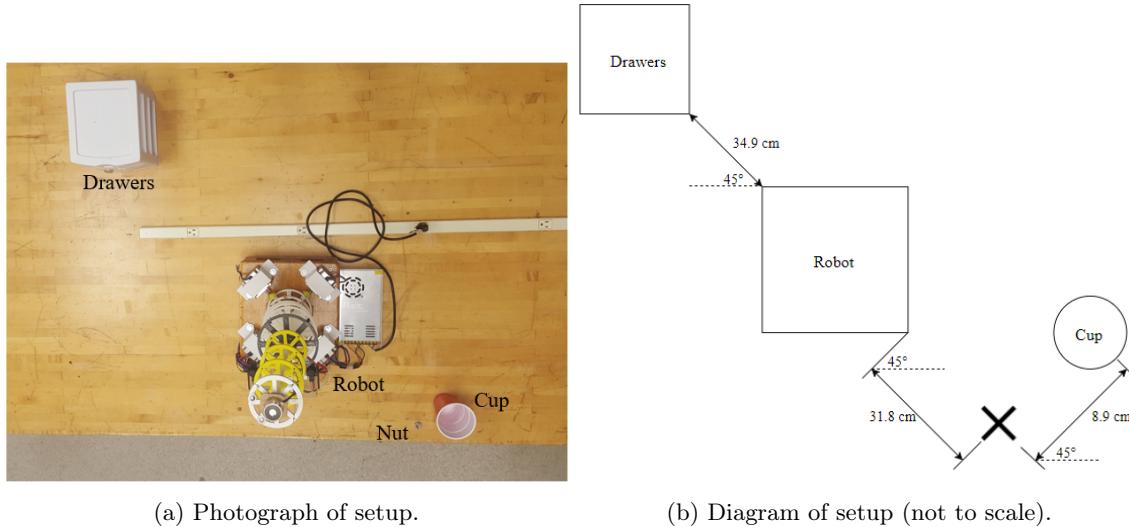 Drawers
Robot
Cup
Nut
(a) Photograph of setup.
Drawers
34.9 cm
45°
Robot
Cup
45°
31.8 cm
8.9 cm
45°
(b) Diagram of setup (not to scale).